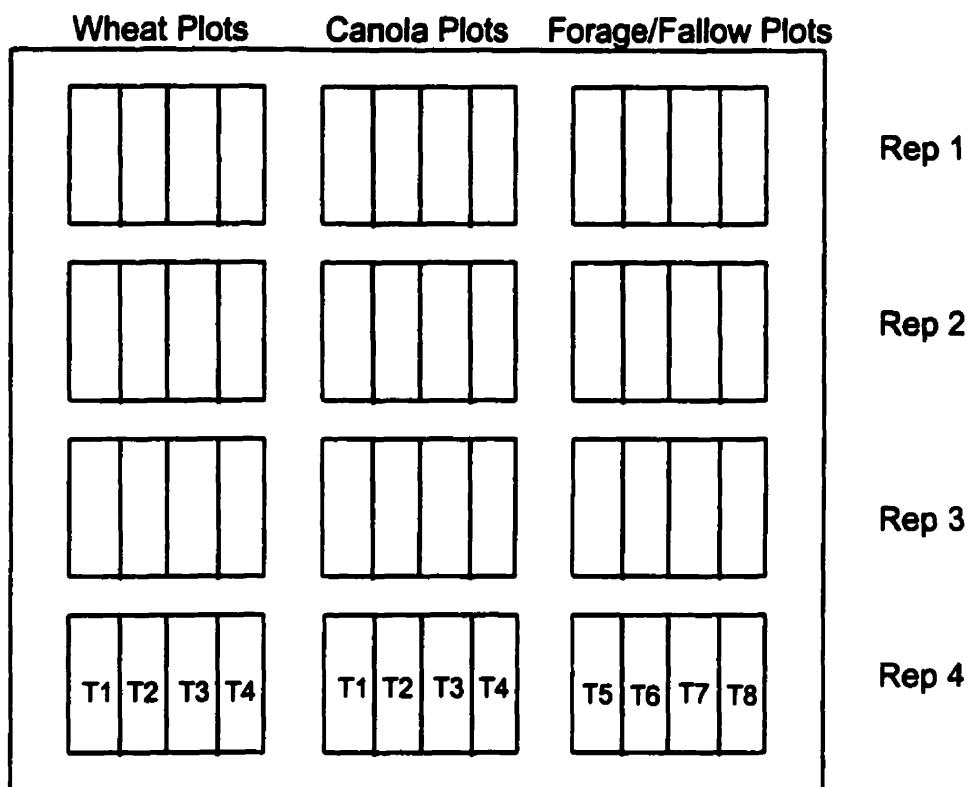 Wheat Plots Canola Plots Forage/Fallow Plots
Rep 1
Rep 2
Rep 3
T1 T2 T3 T4 T1 T2 T3 T4 T5 T6 T7 T8 Rep 4